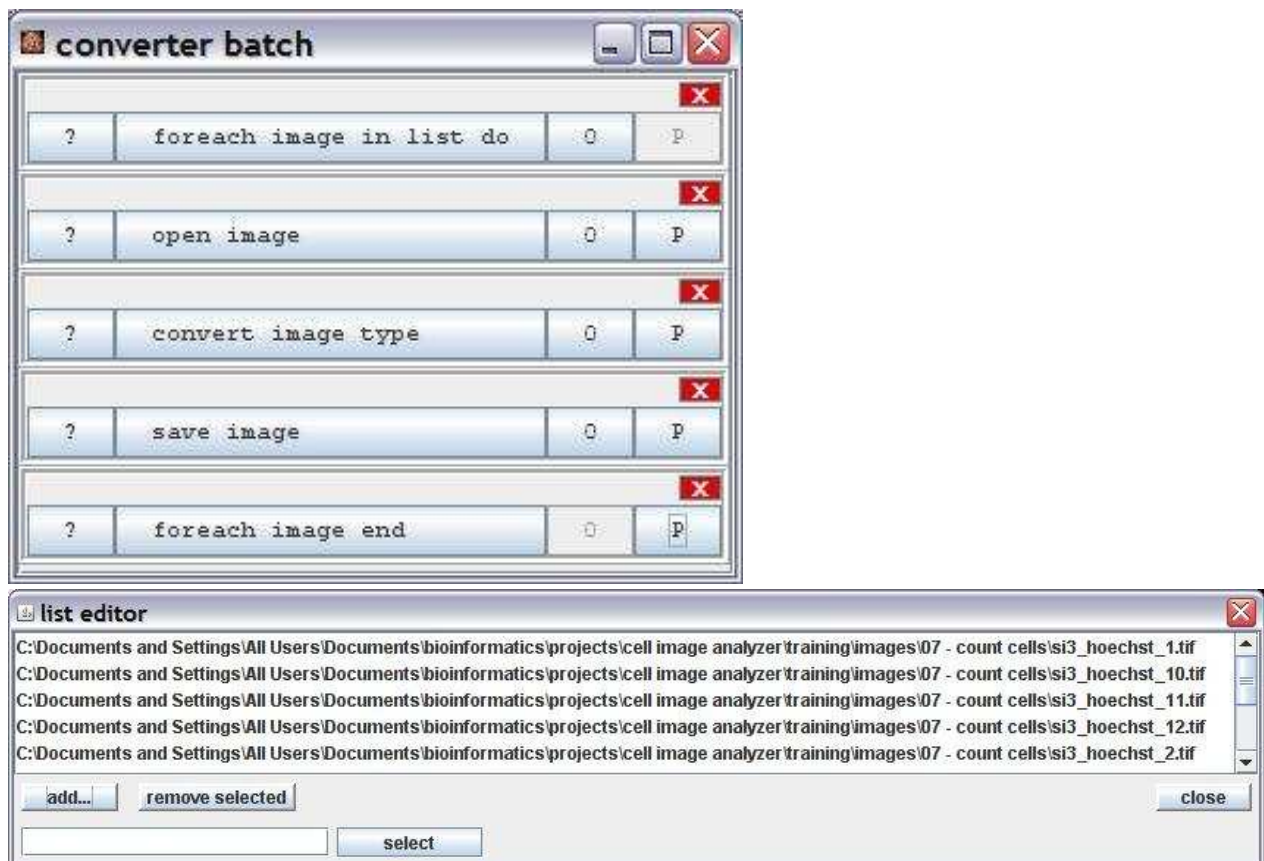 converter batch
X
? foreach image in list do O P
X
? open image O P
X
? convert image type O P
X
? save image O P
X
? foreach image end O P
list editor
C:\Documents and Settings\All Users\Documents\bioinformatics\projects\cell image analyzer\training\images\07 - count cells\si3_hoechst_1.tif
C:\Documents and Settings\All Users\Documents\bioinformatics\projects\cell image analyzer\training\images\07 - count cells\si3_hoechst_10.tif
C:\Documents and Settings\All Users\Documents\bioinformatics\projects\cell image analyzer\training\images\07 - count cells\si3_hoechst_11.tif
C:\Documents and Settings\All Users\Documents\bioinformatics\projects\cell image analyzer\training\images\07 - count cells\si3_hoechst_12.tif
C:\Documents and Settings\All Users\Documents\bioinformatics\projects\cell image analyzer\training\images\07 - count cells\si3_hoechst_2.tif
add... remove selected close
select